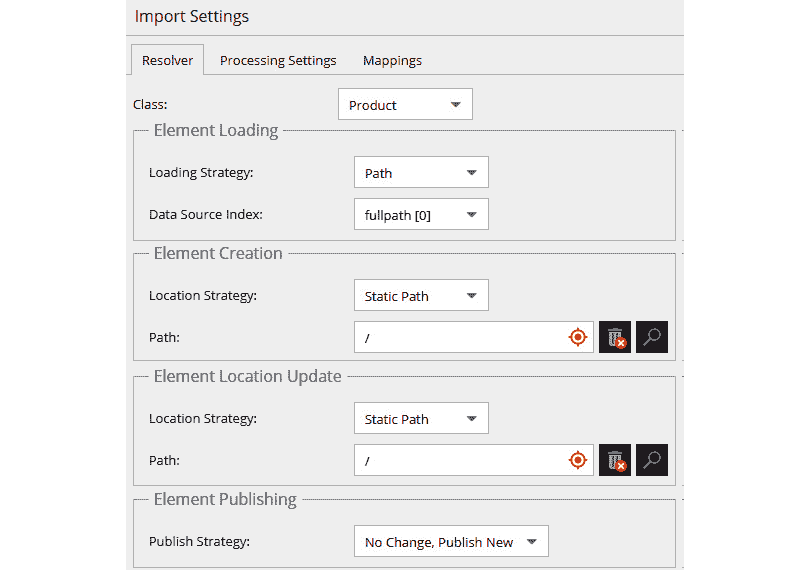 Import Settings
Resolver Processing Settings Mappings
Class: Product
Element Loading
Loading Strategy: Path
Data Source Index: fullpath [0]
Element Creation
Location Strategy: Static Path
Path: /
Element Location Update
Location Strategy: Static Path
Path: /
Element Publishing
Publish Strategy: No Change, Publish New